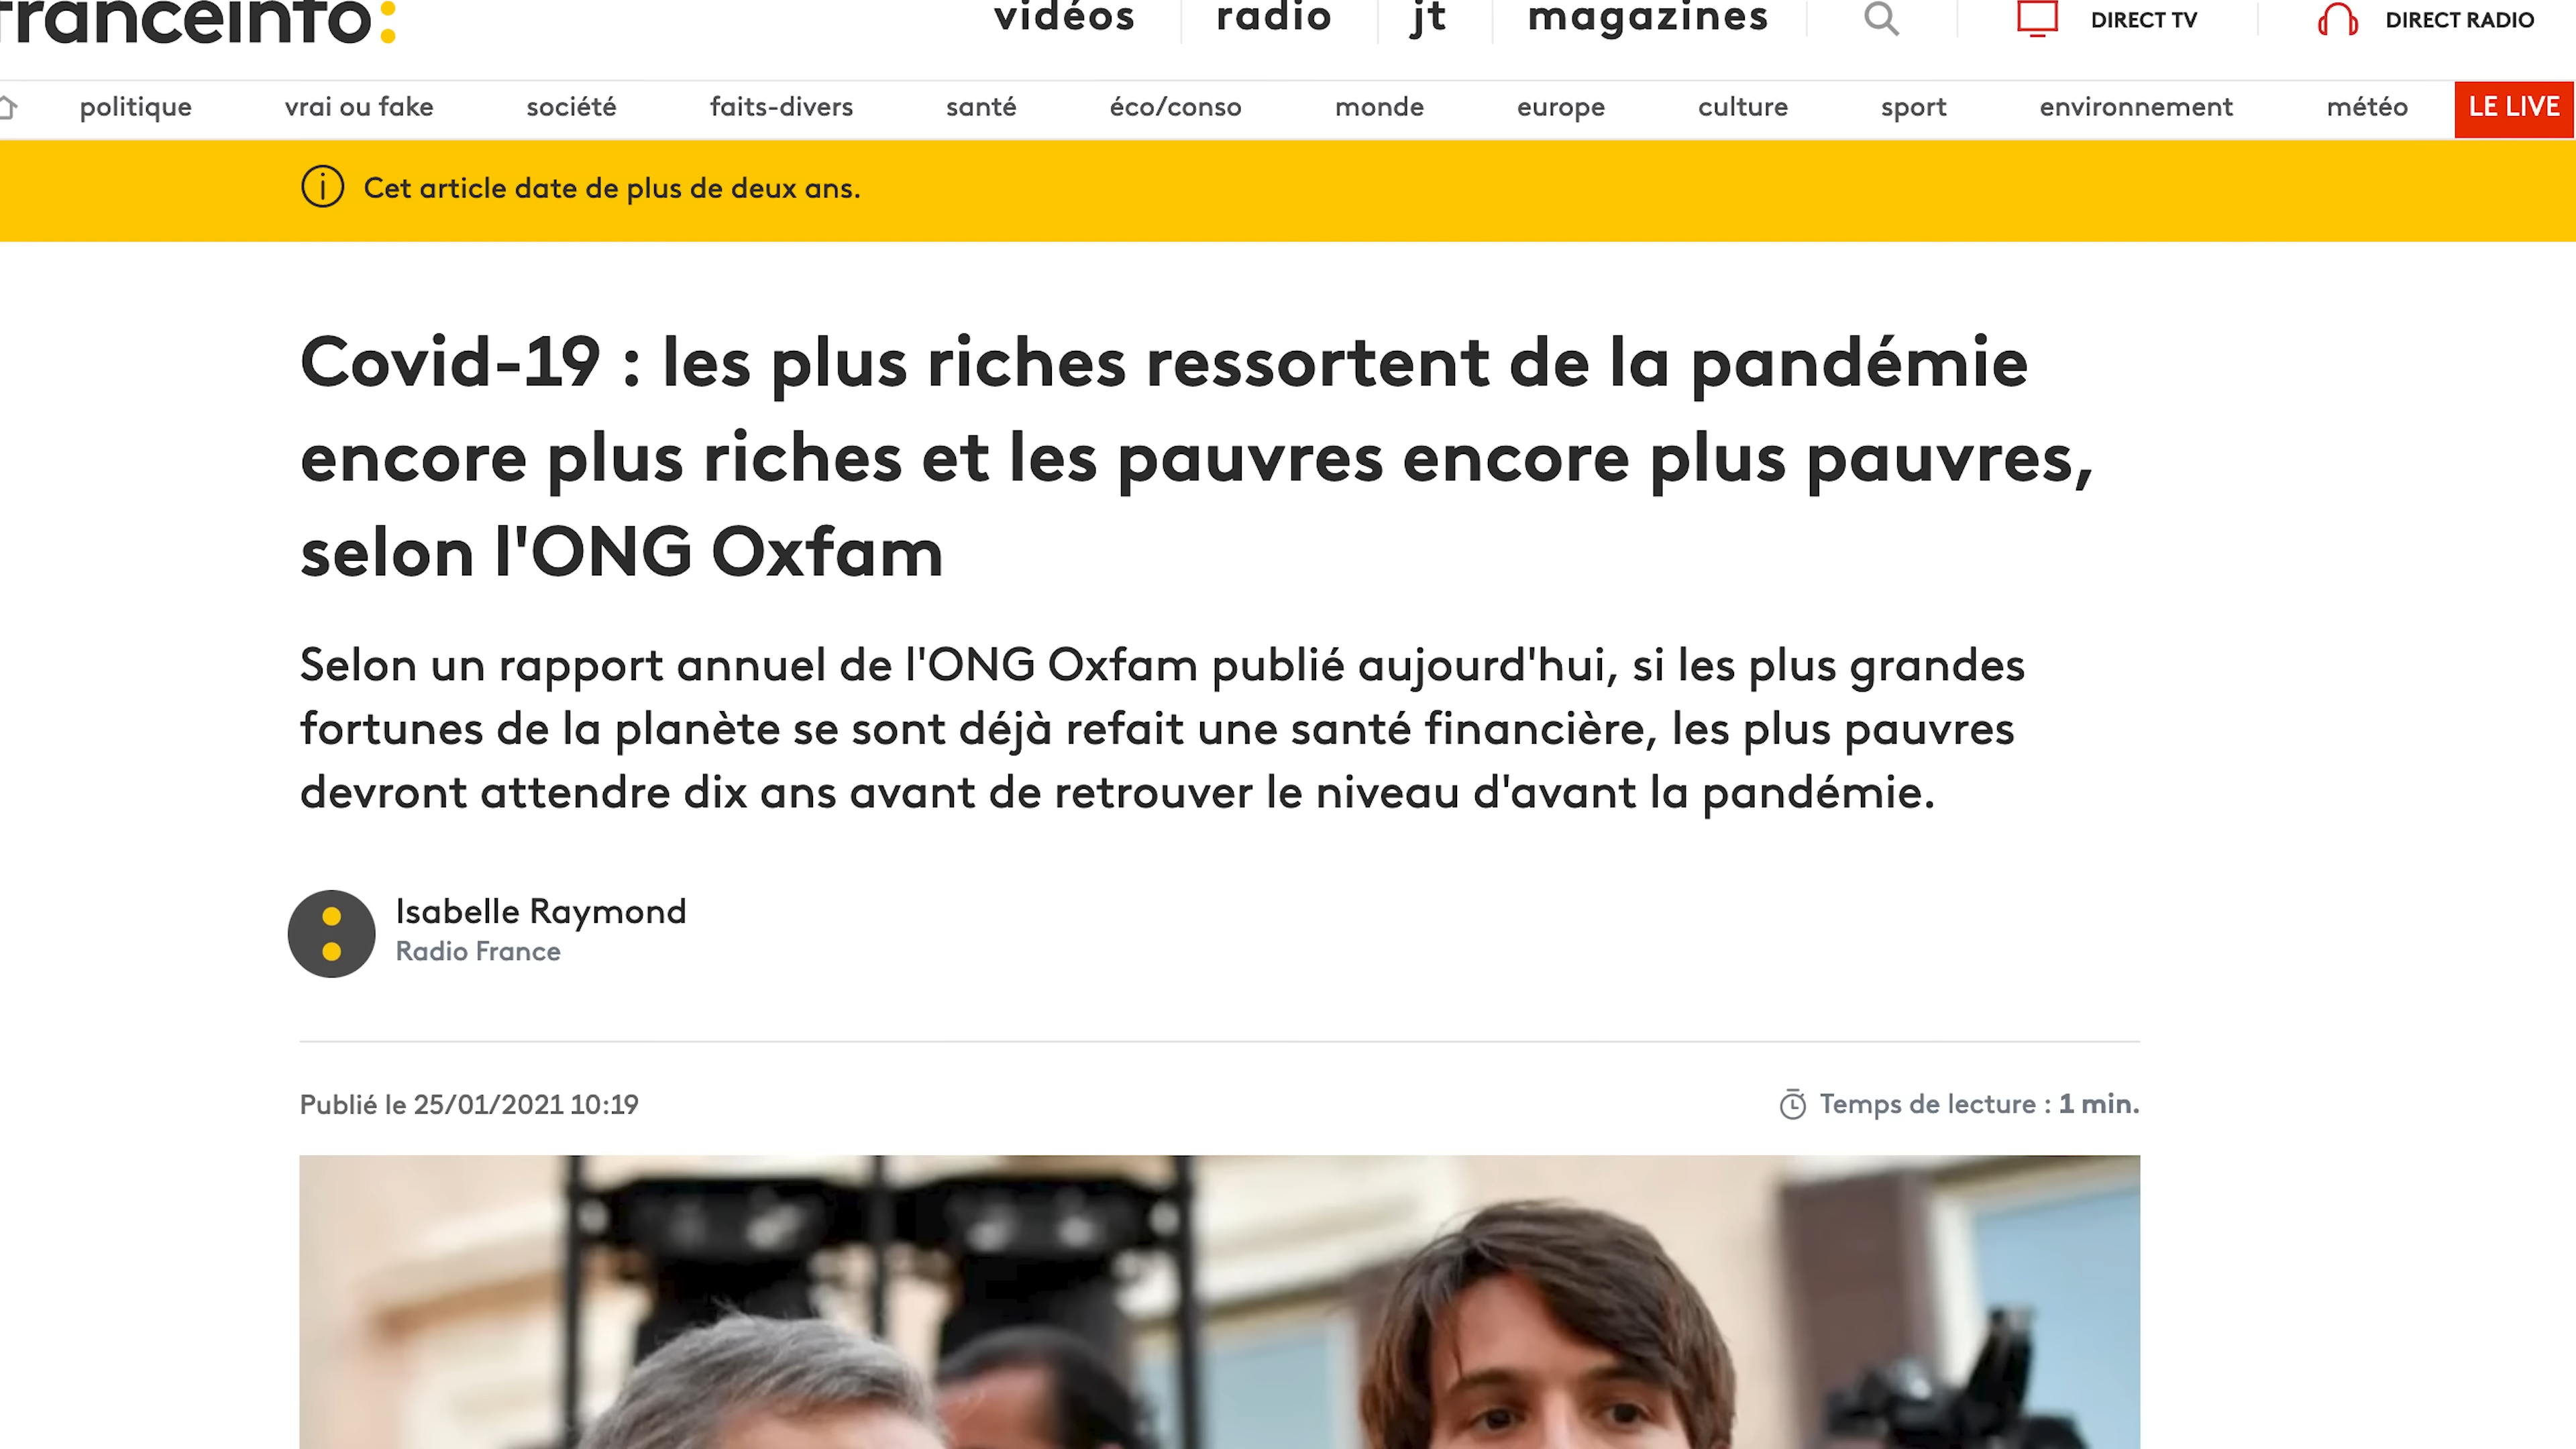 franceinfo:
vidéos radio jt magazines DIRECT TV DIRECT RADIO
politique vrai ou fake société faits-divers santé éco/conso monde europe culture sport environnement météo LE LIVE
Cet article date de plus de deux ans.
Covid-19 : les plus riches ressortent de la pandémie
encore plus riches et les pauvres encore plus pauvres,
selon l'ONG Oxfam
Selon un rapport annuel de l'ONG Oxfam publié aujourd'hui, si les plus grandes
fortunes de la planète se sont déjà refait une santé financière, les plus pauvres
devront attendre dix ans avant de retrouver le niveau d'avant la pandémie.
Isabelle Raymond
Radio France
Publié le 25/01/2021 10:19
Temps de lecture : 1 min.